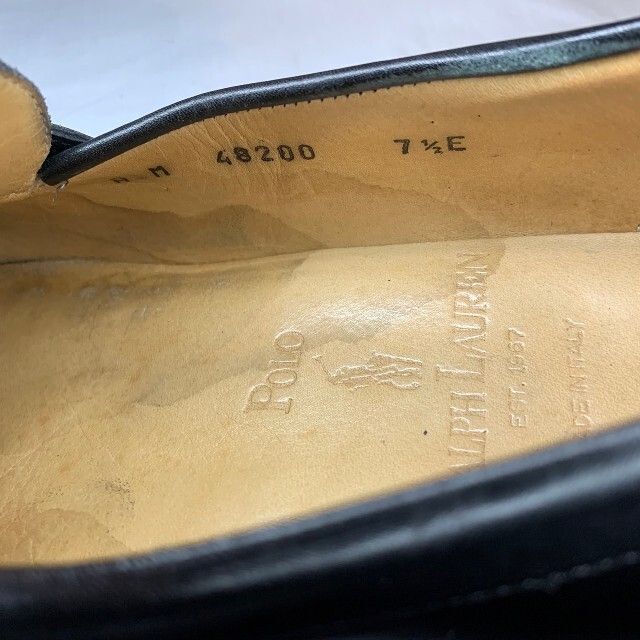 M 48200 7½E
POLO
RALPH LAUREN
EST. 1967
MADE IN ITALY